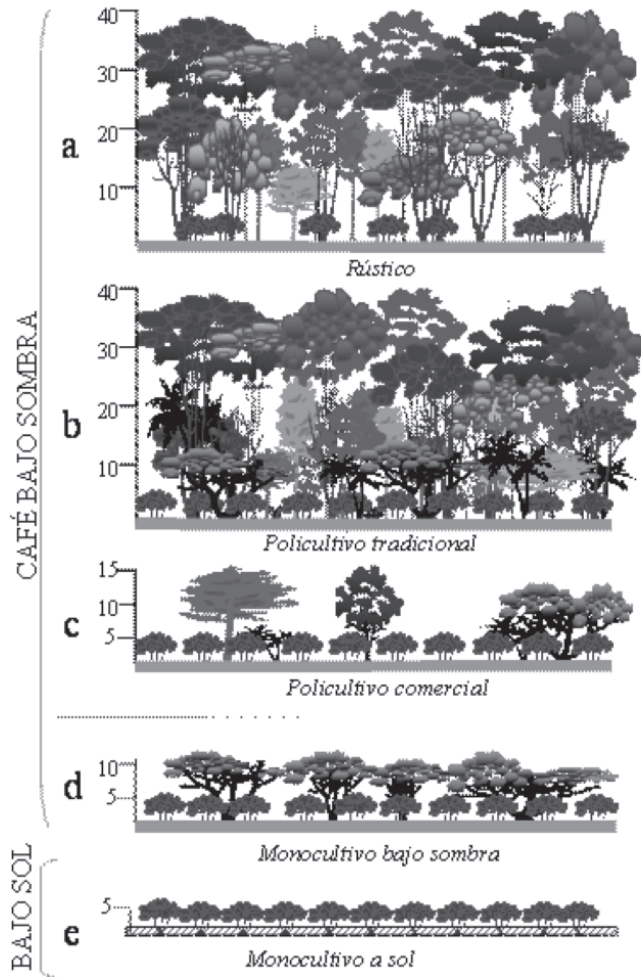 CAFÉ BAJO SOMBRA
a
40
30
20
10
Rústico
b
40
30
20
10
Policultivo tradicional
c
15
10
5
Policultivo comercial
d
10
5
Monocultivo bajo sombra
BAJO SOL
e
5
Monocultivo a sol